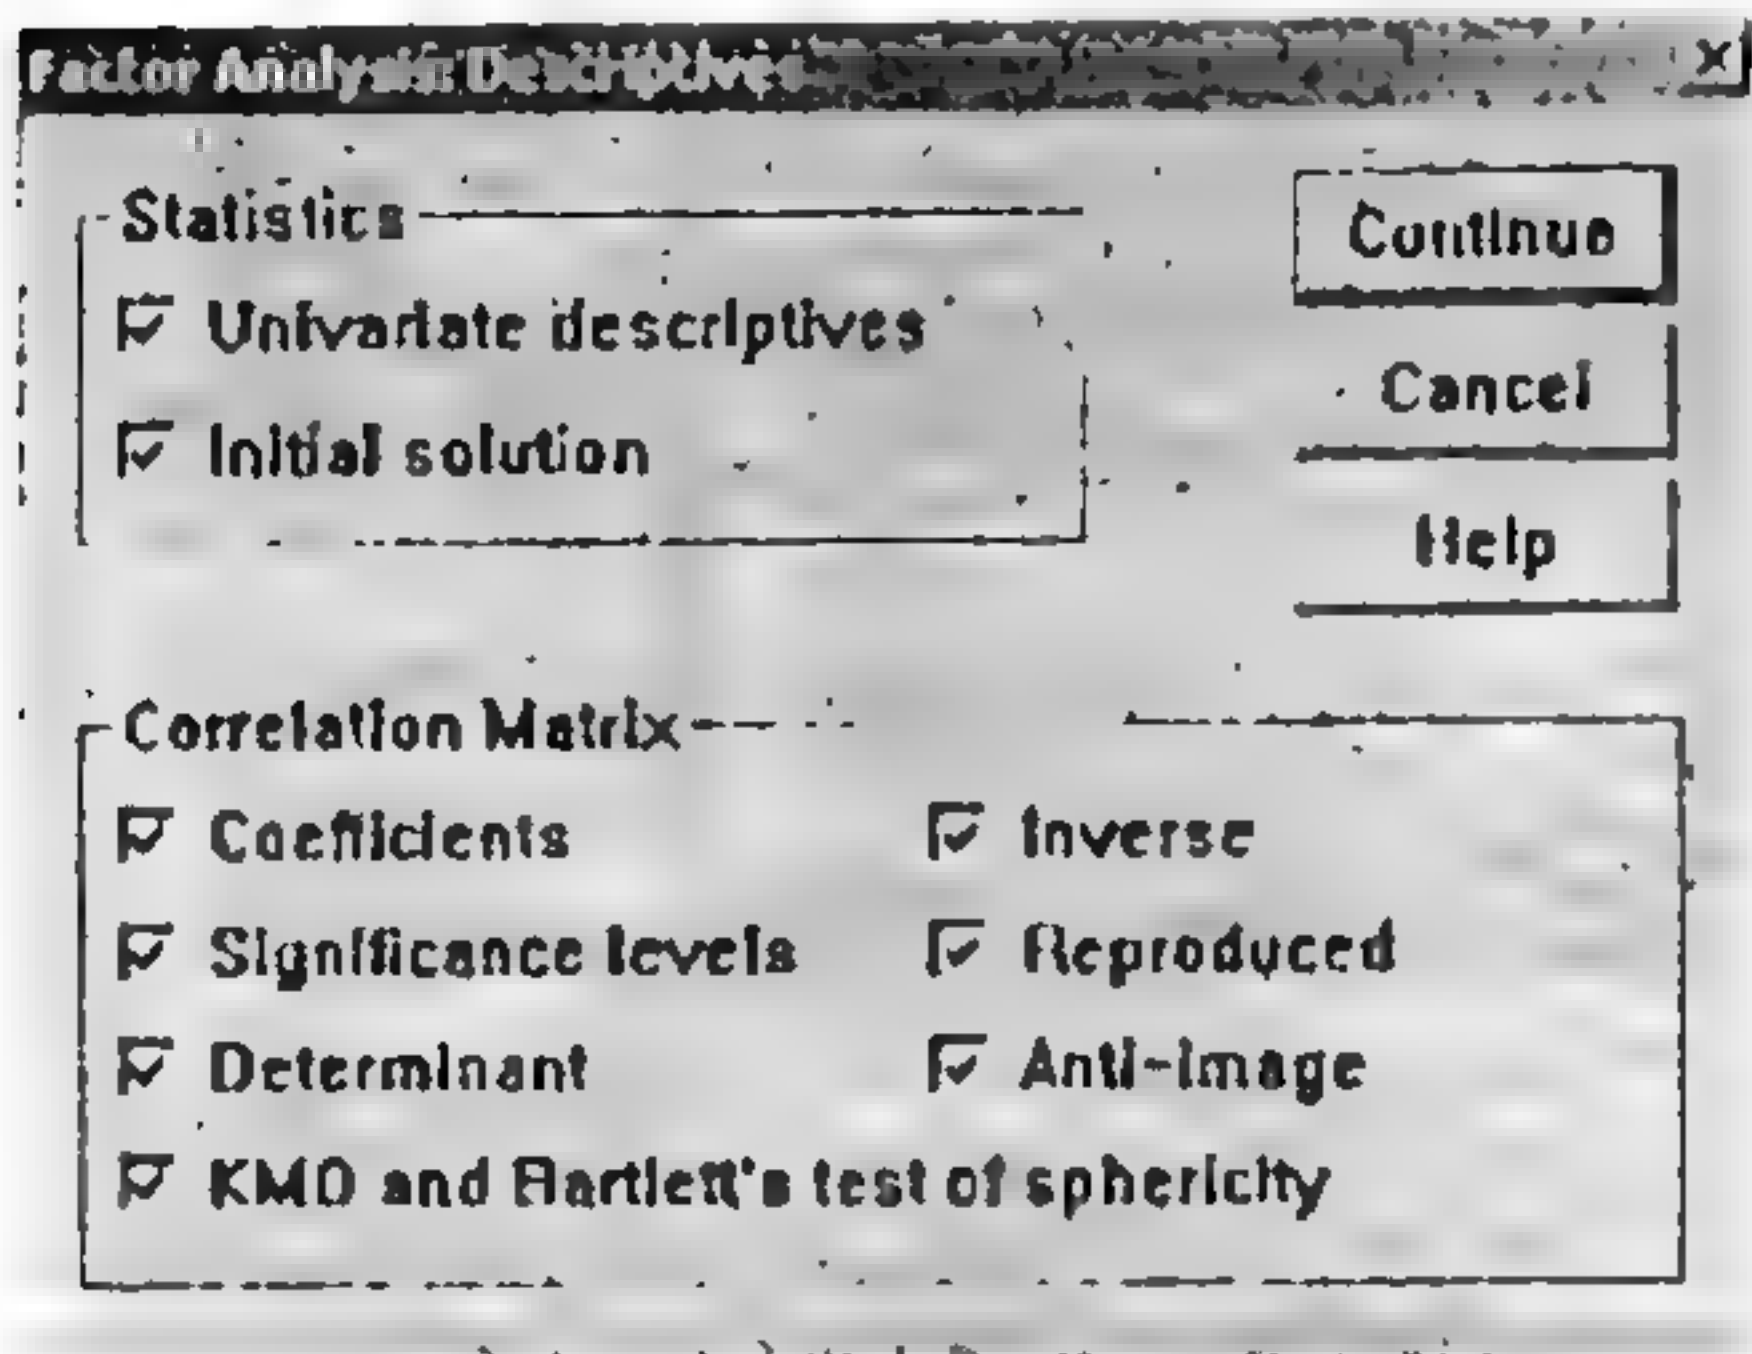 Factor Analysis: Descriptives
Statistics
Univariate descriptives
Initial solution
Continue
Cancel
Help
Correlation Matrix
Coefficients
Inverse
Significance levels
Reproduced
Determinant
Anti-image
KMO and Bartlett's test of sphericity